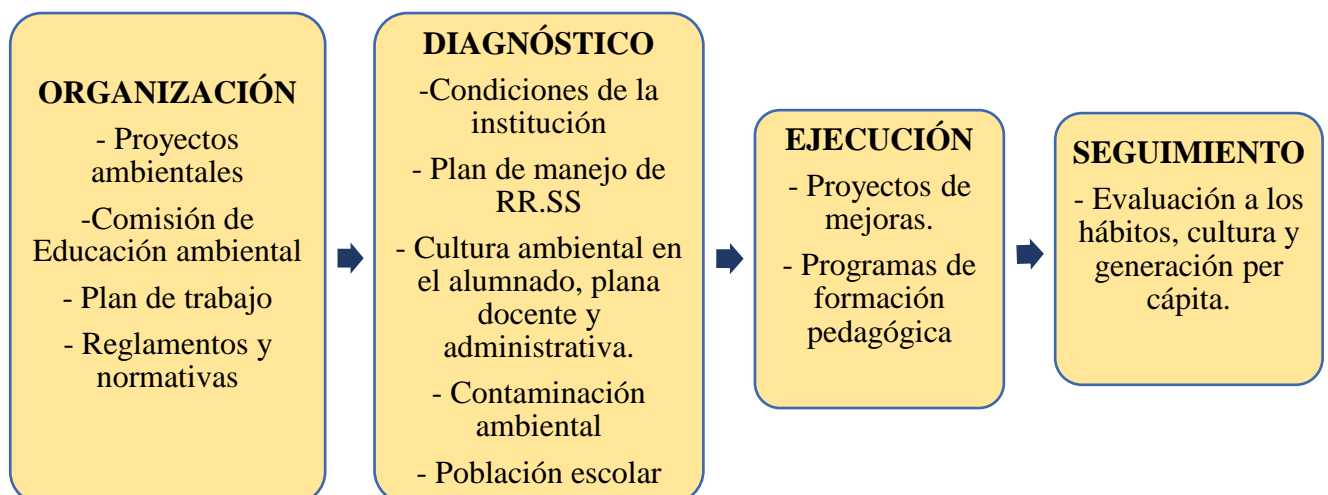 ORGANIZACIÓN
- Proyectos
ambientales
-Comisión de
Educación ambiental
- Plan de trabajo
- Reglamentos y
normativas
DIAGNÓSTICO
-Condiciones de la
institución
- Plan de manejo de
RR.SS
- Cultura ambiental en
el alumnado, plana
docente y
administrativa.
- Contaminación
ambiental
- Población escolar
EJECUCIÓN
- Proyectos de
mejoras.
- Programas de
formación
pedagógica
SEGUIMIENTO
- Evaluación a los
hábitos, cultura y
generación per
cápita.